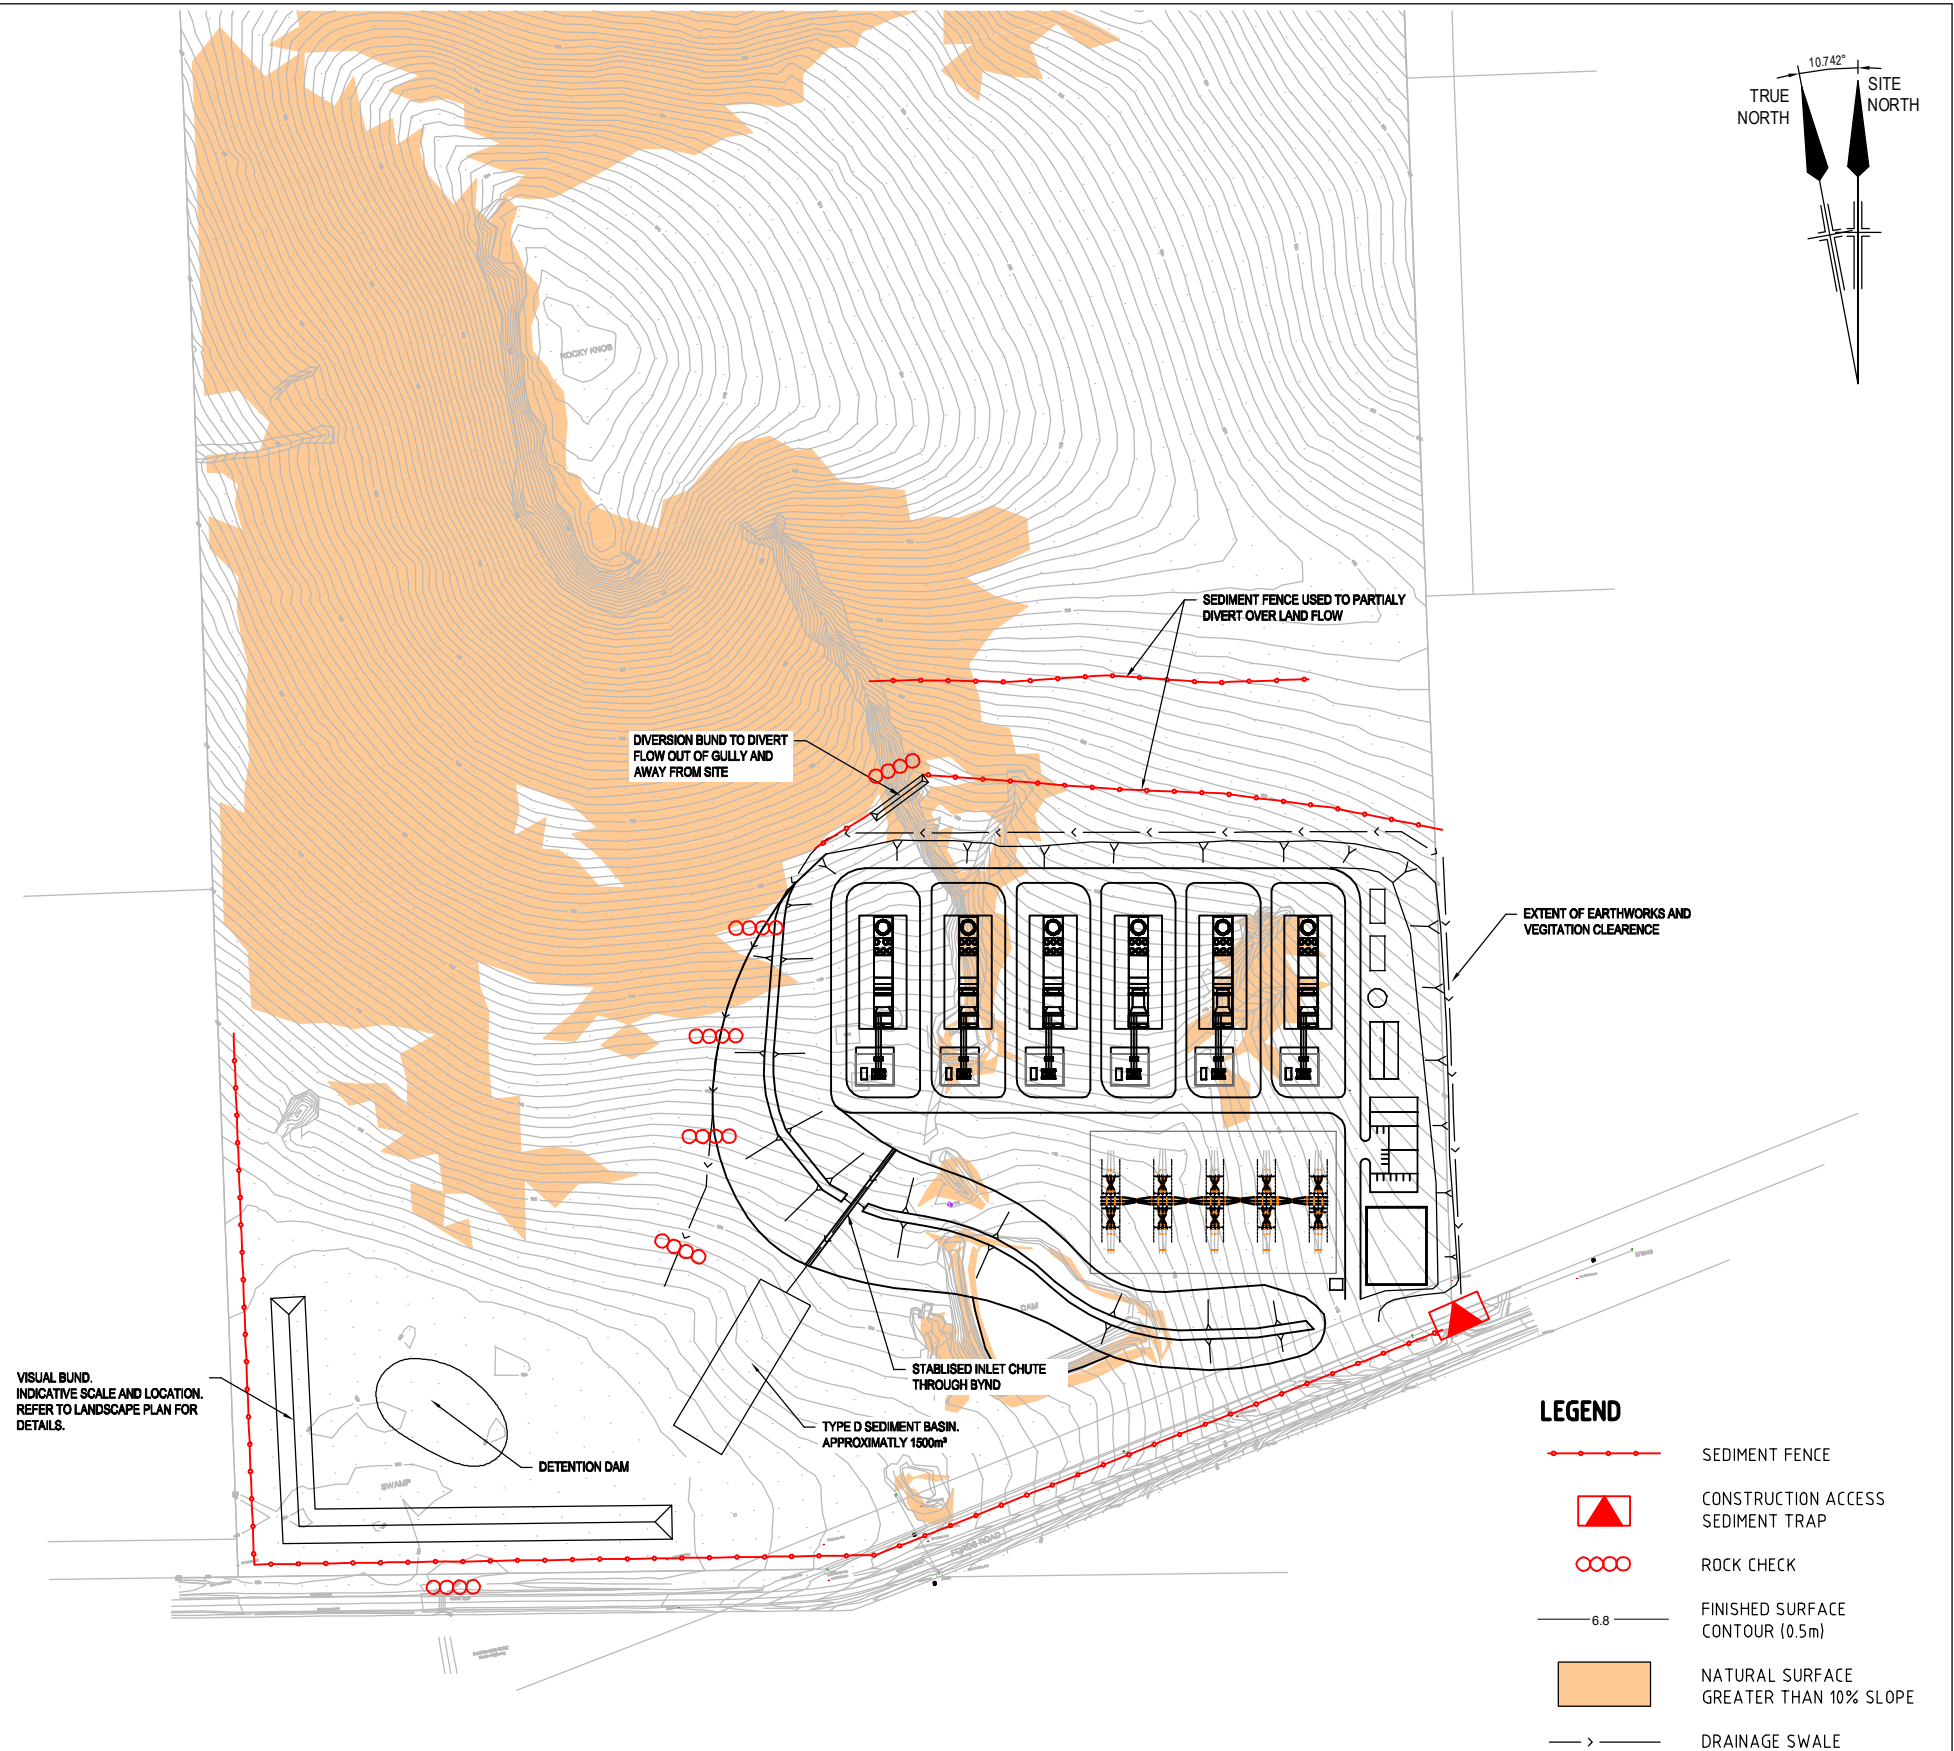 10.742°
TRUE
NORTH
SITE
NORTH
ROCKY KNOB
SEDIMENT FENCE USED TO PARTIALY
DIVERT OVER LAND FLOW
DIVERSION BUND TO DIVERT
FLOW OUT OF GULLY AND
AWAY FROM SITE
EXTENT OF EARTHWORKS AND
VEGITATION CLEARENCE
DAM
STABLISED INLET CHUTE
THROUGH BYND
VISUAL BUND.
INDICATIVE SCALE AND LOCATION.
REFER TO LANDSCAPE PLAN FOR
DETAILS.
TYPE D SEDIMENT BASIN.
APPROXIMATLY 1500m³
DETENTION DAM
SWAMP
FORDS ROAD
LEGEND
SEDIMENT FENCE
CONSTRUCTION ACCESS
SEDIMENT TRAP
ROCK CHECK
6.8
FINISHED SURFACE
CONTOUR (0.5m)
NATURAL SURFACE
GREATER THAN 10% SLOPE
DRAINAGE SWALE